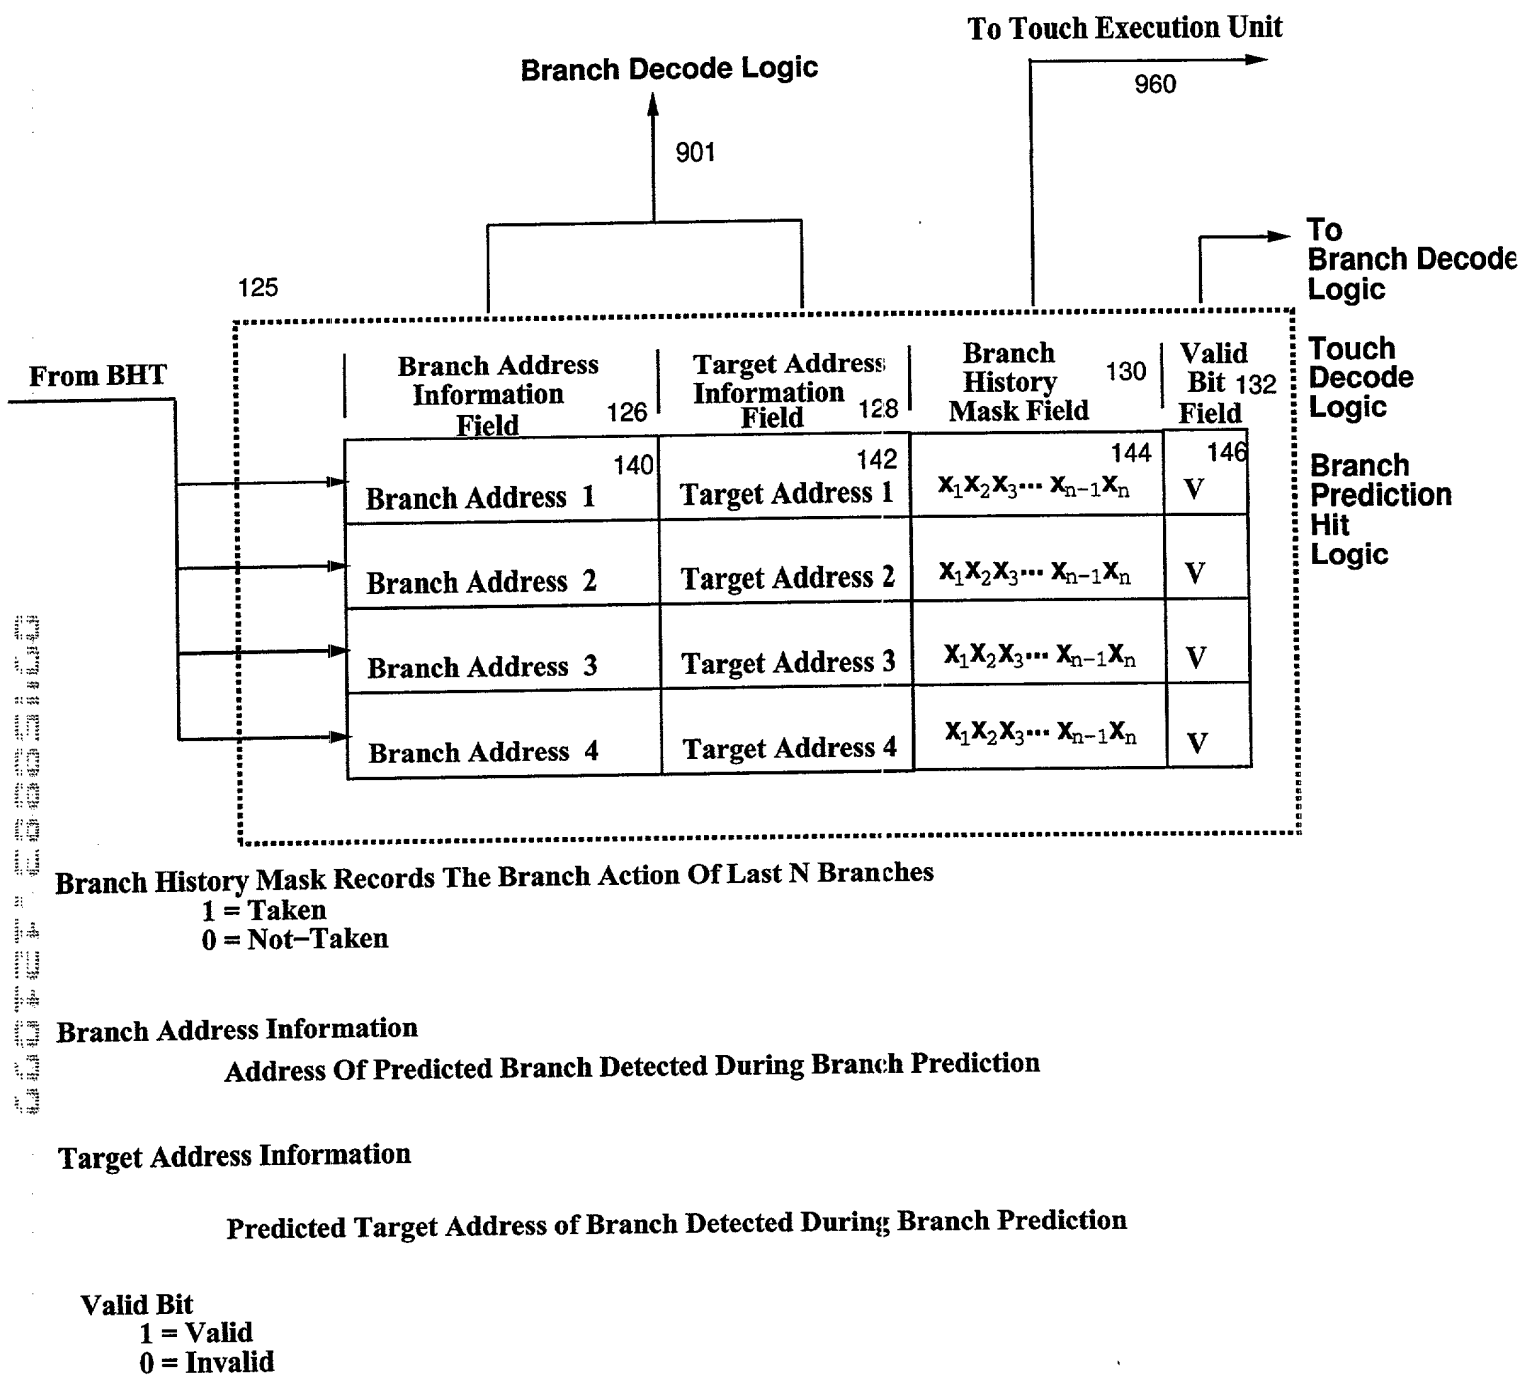 To Touch Execution Unit
Branch Decode Logic
960
901
To
Branch Decode
Logic
125
Touch
Decode
Logic
Branch
Prediction
Hit
Logic
From BHT
Branch Address
Information
Field
126
Target Address
Information
Field
128
Branch
History
Mask Field
130
Valid
Bit
Field
132
140
Branch Address 1
142
Target Address 1
144
X1X2X3... Xn-1Xn
146
V
Branch Address 2
Target Address 2
X1X2X3... Xn-1Xn
V
Branch Address 3
Target Address 3
X1X2X3... Xn-1Xn
V
Branch Address 4
Target Address 4
X1X2X3... Xn-1Xn
V
Branch History Mask Records The Branch Action Of Last N Branches
1 = Taken
0 = Not-Taken
Branch Address Information
Address Of Predicted Branch Detected During Branch Prediction
Target Address Information
Predicted Target Address of Branch Detected During Branch Prediction
Valid Bit
1 = Valid
0 = Invalid